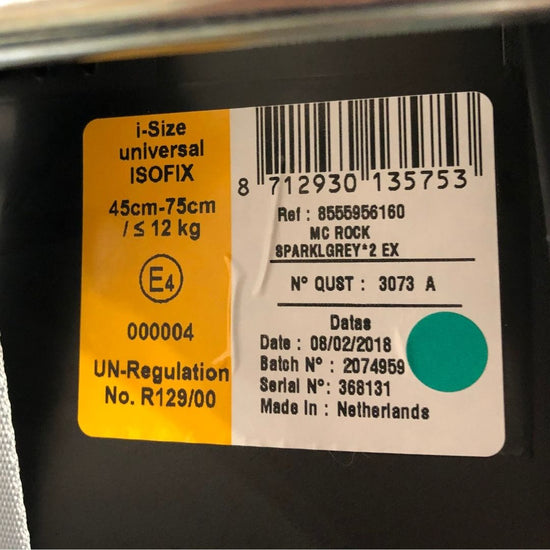 i-Size
universal
ISOFIX
45cm-75cm
/ ≤ 12 kg
E4
000004
UN-Regulation
No. R129/00
8 712930 135753
Ref : 8555956160
MC ROCK
SPARKLGREY*2 EX
N° QUST : 3073 A
Datas
Date : 08/02/2018
Batch N° : 2074959
Serial N°: 368131
Made In : Netherlands